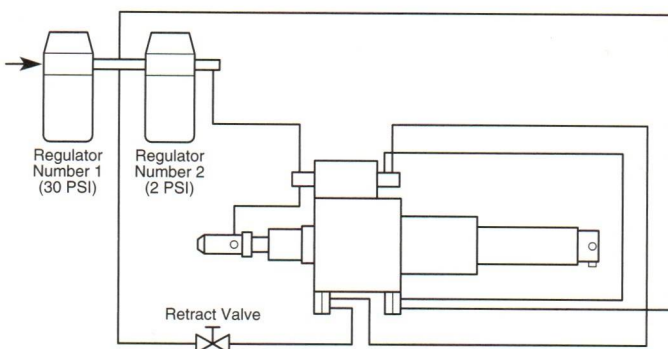 Regulator
Number 1
(30 PSI)
Regulator
Number 2
(2 PSI)
Retract Valve